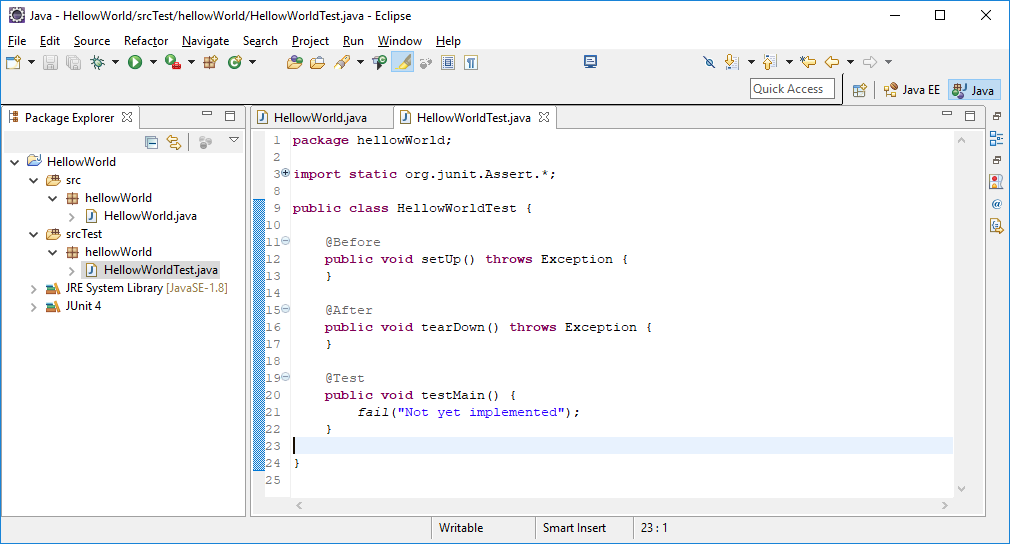 Java - HellowWorld/srcTest/hellowWorld/HellowWorldTest.java - Eclipse
File Edit Source Refactor Navigate Search Project Run Window Help
Quick Access Java EE Java
Package Explorer
HellowWorld
src
hellowWorld
HellowWorld.java
srcTest
hellowWorld
HellowWorldTest.java
JRE System Library [JavaSE-1.8]
JUnit 4
HellowWorld.java HellowWorldTest.java
1 package hellowWorld;
2
3 import static org.junit.Assert.*;
8
9 public class HellowWorldTest {
10
11 @Before
12 public void setUp() throws Exception {
13 }
14
15 @After
16 public void tearDown() throws Exception {
17 }
18
19 @Test
20 public void testMain() {
21 fail("Not yet implemented");
22 }
23
24 }
25
Writable Smart Insert 23 : 1